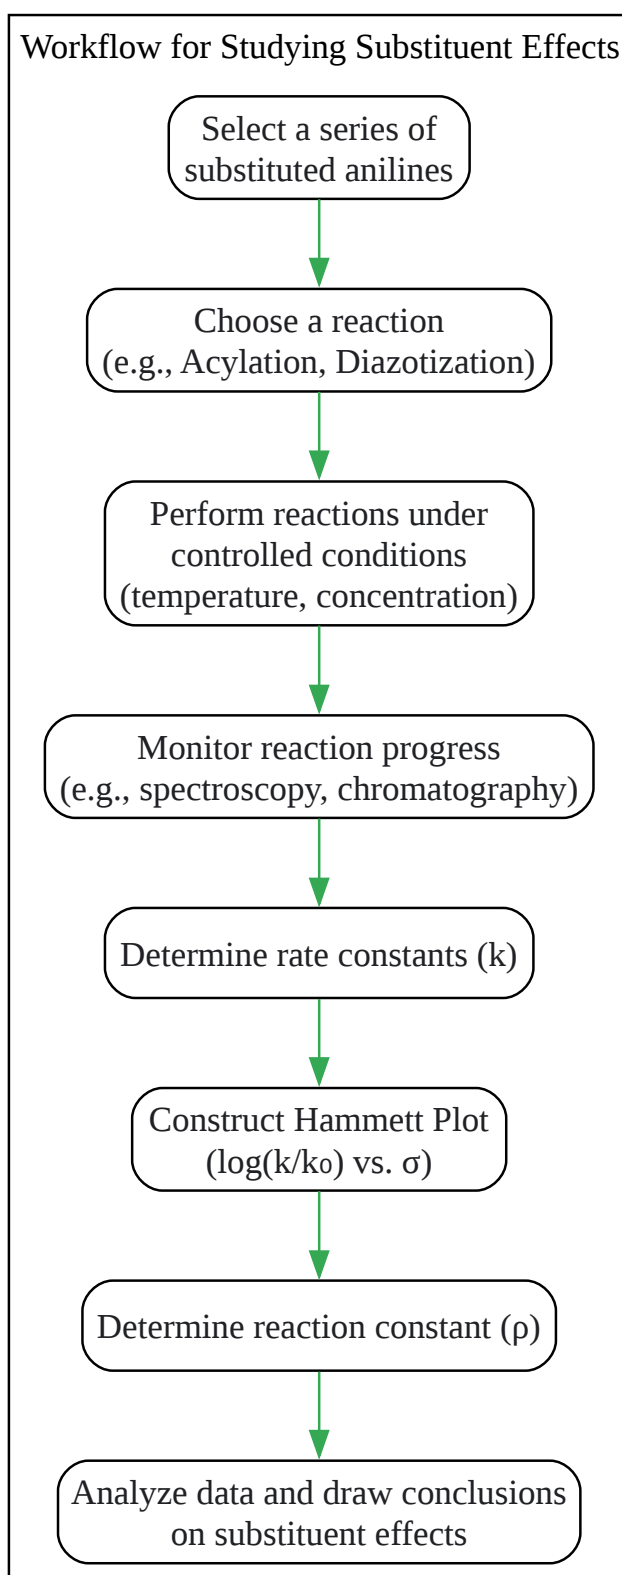 Workflow for Studying Substituent Effects
Select a series of
substituted anilines
Choose a reaction
(e.g., Acylation, Diazotization)
Perform reactions under
controlled conditions
(temperature, concentration)
Monitor reaction progress
(e.g., spectroscopy, chromatography)
Determine rate constants (k)
Construct Hammett Plot
(log(k/k₀) vs. σ)
Determine reaction constant (ρ)
Analyze data and draw conclusions
on substituent effects